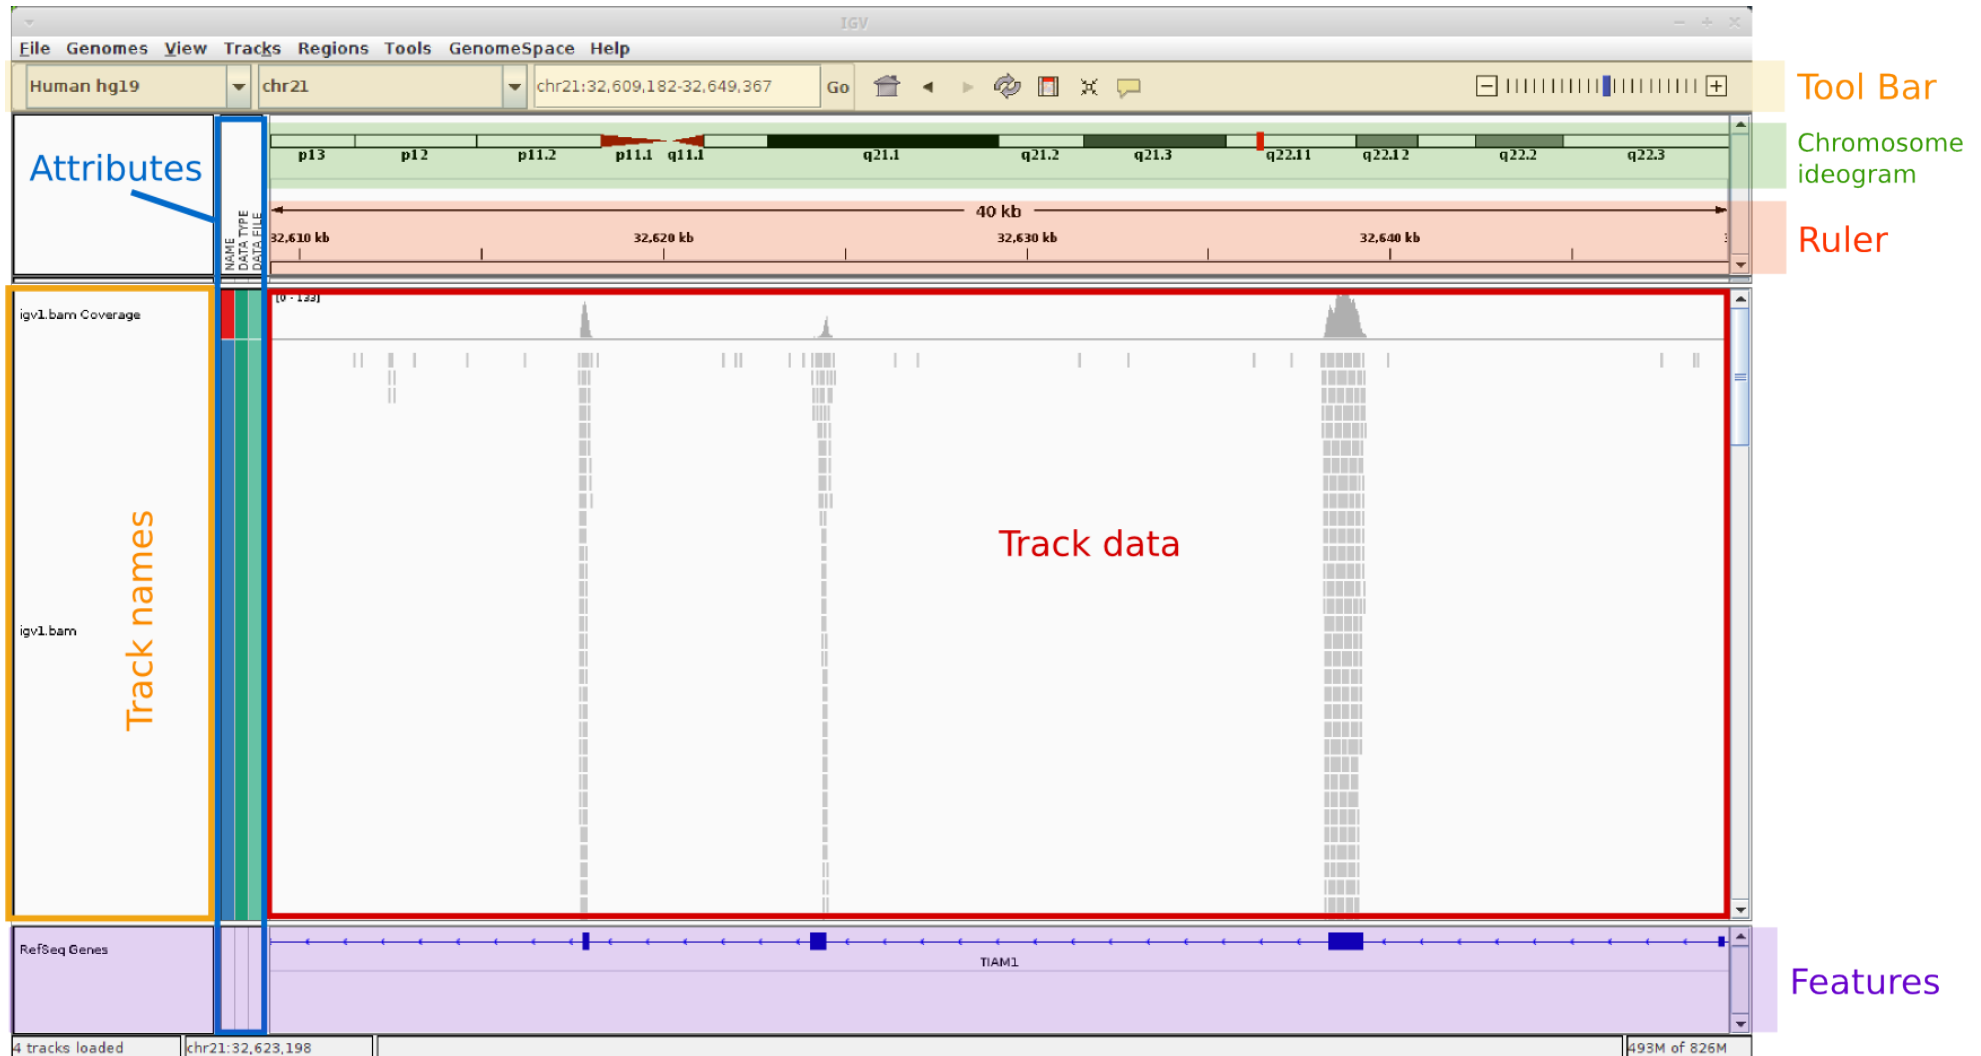 IGV
File Genomes View Tracks Regions Tools GenomeSpace Help
Human hg19 chr21 chr21:32,609,182-32,649,367 Go
Tool Bar
Attributes
p13 p12 p11.2 p11.1 q11.1 q21.1 q21.2 q21.3 q22.11 q22.12 q22.2 q22.3
Chromosome
ideogram
40 kb
32,610 kb 32,620 kb 32,630 kb 32,640 kb
Ruler
NAME
DATA TYPE
DATA FILE
[0 - 133]
igv1.bam Coverage
Track data
Track names
igv1.bam
RefSeq Genes
TIAM1
Features
4 tracks loaded chr21:32,623,198 493M of 826M